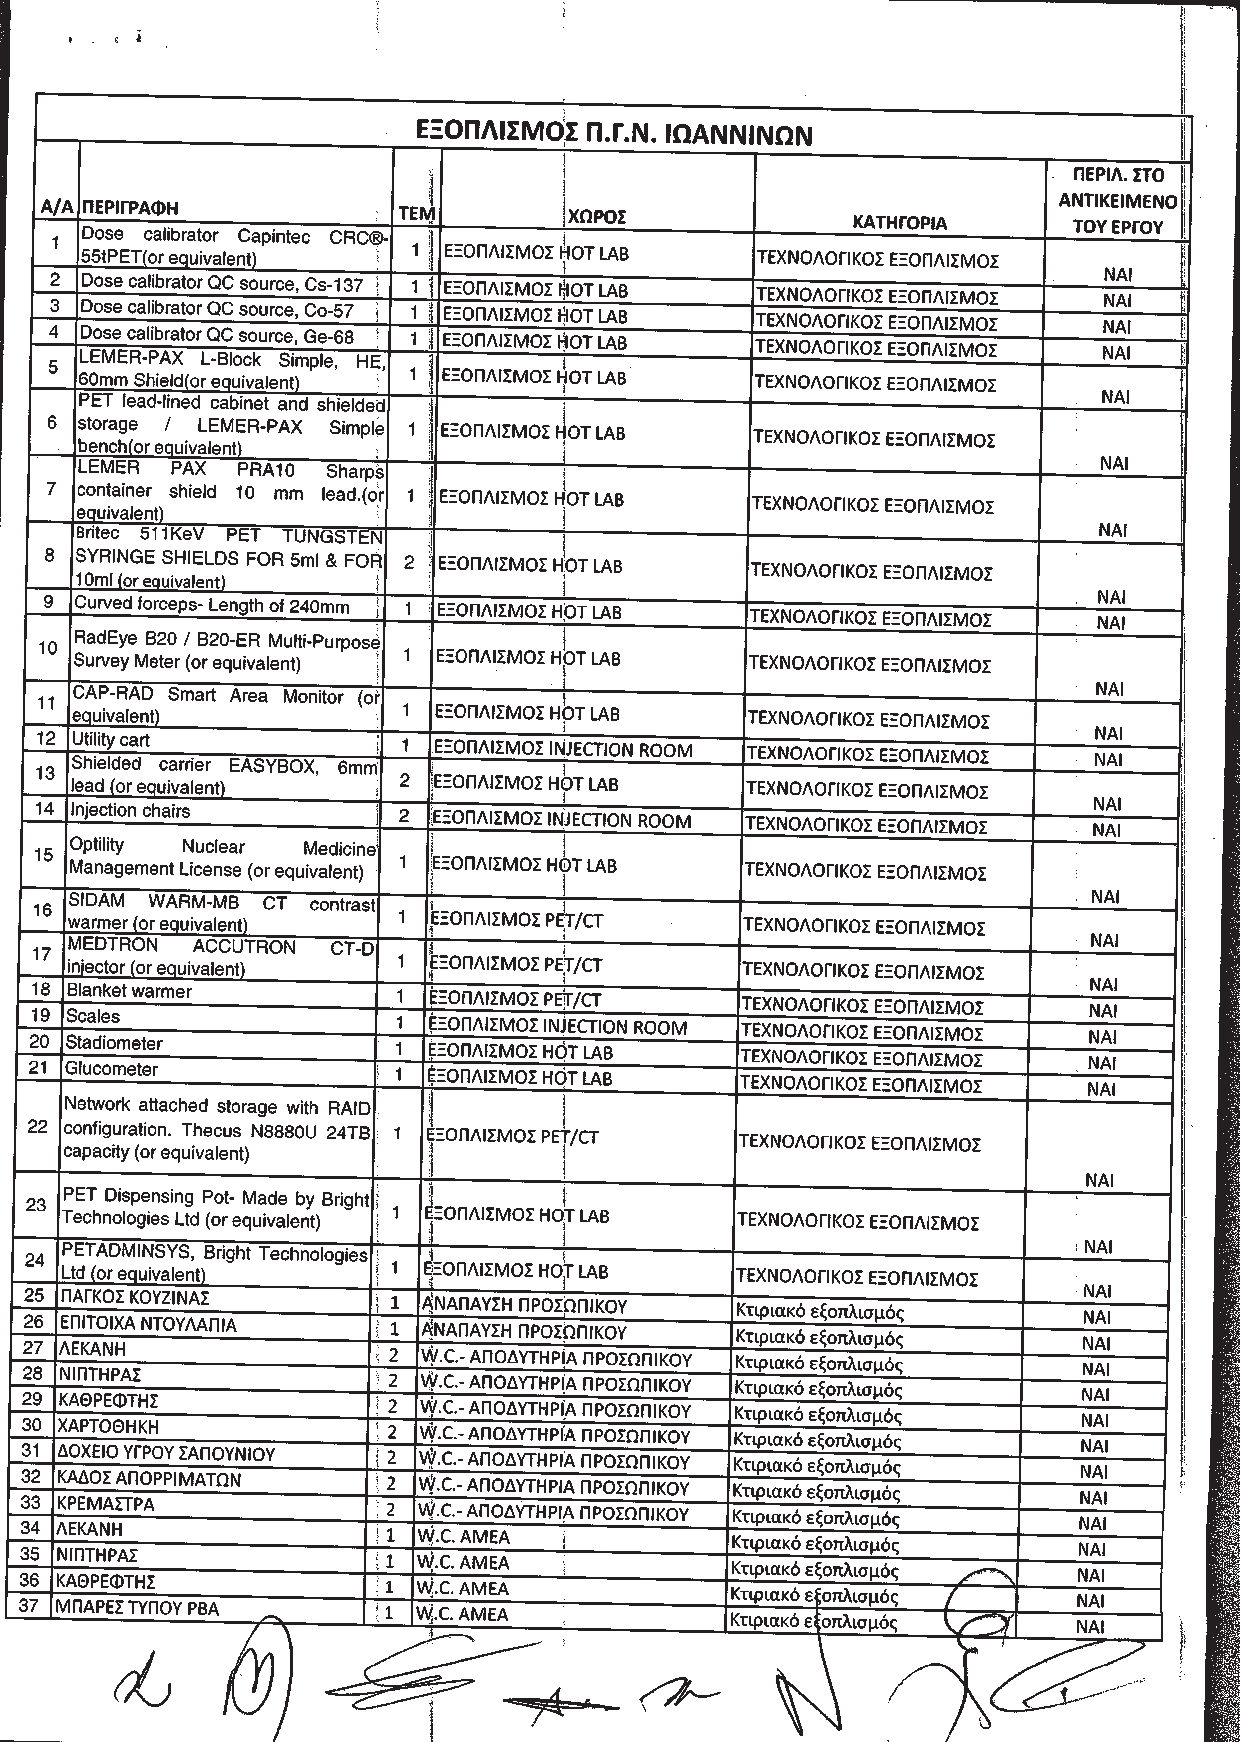 ΕΞΟΠΛΙΣΜΟΣ Π.Γ.Ν. ΙΩΑΝΝΙΝΩΝ
Α/Α ΠΕΡΙΓΡΑΦΗ ΤΕΜ ΧΩΡΟΣ ΚΑΤΗΓΟΡΙΑ ΠΕΡΙΛ. ΣΤΟ
ΑΝΤΙΚΕΙΜΕΝΟ
ΤΟΥ ΕΡΓΟΥ
1 Dose calibrator Capintec CRC®-
55tPET(or equivalent) 1 ΕΞΟΠΛΙΣΜΟΣ HOT LAB ΤΕΧΝΟΛΟΓΙΚΟΣ ΕΞΟΠΛΙΣΜΟΣ ΝΑΙ
2 Dose calibrator QC source, Cs-137 1 ΕΞΟΠΛΙΣΜΟΣ HOT LAB ΤΕΧΝΟΛΟΓΙΚΟΣ ΕΞΟΠΛΙΣΜΟΣ ΝΑΙ
3 Dose calibrator QC source, Co-57 1 ΕΞΟΠΛΙΣΜΟΣ HOT LAB ΤΕΧΝΟΛΟΓΙΚΟΣ ΕΞΟΠΛΙΣΜΟΣ ΝΑΙ
4 Dose calibrator QC source, Ge-68 1 ΕΞΟΠΛΙΣΜΟΣ HOT LAB ΤΕΧΝΟΛΟΓΙΚΟΣ ΕΞΟΠΛΙΣΜΟΣ ΝΑΙ
5 LEMER-PAX L-Block Simple, HE,
60mm Shield(or equivalent) 1 ΕΞΟΠΛΙΣΜΟΣ HOT LAB ΤΕΧΝΟΛΟΓΙΚΟΣ ΕΞΟΠΛΙΣΜΟΣ ΝΑΙ
PET lead-lined cabinet and shielded
6 storage / LEMER-PAX Simple 1 ΕΞΟΠΛΙΣΜΟΣ HOT LAB ΤΕΧΝΟΛΟΓΙΚΟΣ ΕΞΟΠΛΙΣΜΟΣ
bench(or equivalent) ΝΑΙ
LEMER PAX PRA10 Sharps
7 container shield 10 mm lead.(or 1 ΕΞΟΠΛΙΣΜΟΣ HOT LAB ΤΕΧΝΟΛΟΓΙΚΟΣ ΕΞΟΠΛΙΣΜΟΣ
equivalent) ΝΑΙ
Britec 511KeV PET TUNGSTEN
8 SYRINGE SHIELDS FOR 5ml & FOR 2 ΕΞΟΠΛΙΣΜΟΣ HOT LAB ΤΕΧΝΟΛΟΓΙΚΟΣ ΕΞΟΠΛΙΣΜΟΣ
10ml (or equivalent) ΝΑΙ
9 Curved forceps- Length of 240mm 1 ΕΞΟΠΛΙΣΜΟΣ HOT LAB ΤΕΧΝΟΛΟΓΙΚΟΣ ΕΞΟΠΛΙΣΜΟΣ ΝΑΙ
10 RadEye B20 / B20-ER Multi-Purpose
Survey Meter (or equivalent) 1 ΕΞΟΠΛΙΣΜΟΣ HOT LAB ΤΕΧΝΟΛΟΓΙΚΟΣ ΕΞΟΠΛΙΣΜΟΣ ΝΑΙ
11 CAP-RAD Smart Area Monitor (or
equivalent) 1 ΕΞΟΠΛΙΣΜΟΣ HOT LAB ΤΕΧΝΟΛΟΓΙΚΟΣ ΕΞΟΠΛΙΣΜΟΣ ΝΑΙ
12 Utility cart 1 ΕΞΟΠΛΙΣΜΟΣ INJECTION ROOM ΤΕΧΝΟΛΟΓΙΚΟΣ ΕΞΟΠΛΙΣΜΟΣ ΝΑΙ
13 Shielded carrier EASYBOX, 6mm
lead (or equivalent) 2 ΕΞΟΠΛΙΣΜΟΣ HOT LAB ΤΕΧΝΟΛΟΓΙΚΟΣ ΕΞΟΠΛΙΣΜΟΣ ΝΑΙ
14 Injection chairs 2 ΕΞΟΠΛΙΣΜΟΣ INJECTION ROOM ΤΕΧΝΟΛΟΓΙΚΟΣ ΕΞΟΠΛΙΣΜΟΣ ΝΑΙ
15 Optility Nuclear Medicine
Management License (or equivalent) 1 ΕΞΟΠΛΙΣΜΟΣ HOT LAB ΤΕΧΝΟΛΟΓΙΚΟΣ ΕΞΟΠΛΙΣΜΟΣ ΝΑΙ
16 SIDAM WARM-MB CT contrast
warmer (or equivalent) 1 ΕΞΟΠΛΙΣΜΟΣ PET/CT ΤΕΧΝΟΛΟΓΙΚΟΣ ΕΞΟΠΛΙΣΜΟΣ ΝΑΙ
17 MEDTRON ACCUTRON CT-D
injector (or equivalent) 1 ΕΞΟΠΛΙΣΜΟΣ PET/CT ΤΕΧΝΟΛΟΓΙΚΟΣ ΕΞΟΠΛΙΣΜΟΣ ΝΑΙ
18 Blanket warmer 1 ΕΞΟΠΛΙΣΜΟΣ PET/CT ΤΕΧΝΟΛΟΓΙΚΟΣ ΕΞΟΠΛΙΣΜΟΣ ΝΑΙ
19 Scales 1 ΕΞΟΠΛΙΣΜΟΣ INJECTION ROOM ΤΕΧΝΟΛΟΓΙΚΟΣ ΕΞΟΠΛΙΣΜΟΣ ΝΑΙ
20 Stadiometer 1 ΕΞΟΠΛΙΣΜΟΣ HOT LAB ΤΕΧΝΟΛΟΓΙΚΟΣ ΕΞΟΠΛΙΣΜΟΣ ΝΑΙ
21 Glucometer 1 ΕΞΟΠΛΙΣΜΟΣ HOT LAB ΤΕΧΝΟΛΟΓΙΚΟΣ ΕΞΟΠΛΙΣΜΟΣ ΝΑΙ
Network attached storage with RAID
22 configuration. Thecus N8880U 24TB 1 ΕΞΟΠΛΙΣΜΟΣ PET/CT ΤΕΧΝΟΛΟΓΙΚΟΣ ΕΞΟΠΛΙΣΜΟΣ
capacity (or equivalent) ΝΑΙ
23 PET Dispensing Pot- Made by Bright
Technologies Ltd (or equivalent) 1 ΕΞΟΠΛΙΣΜΟΣ HOT LAB ΤΕΧΝΟΛΟΓΙΚΟΣ ΕΞΟΠΛΙΣΜΟΣ ΝΑΙ
24 PETADMINSYS, Bright Technologies
Ltd (or equivalent) 1 ΕΞΟΠΛΙΣΜΟΣ HOT LAB ΤΕΧΝΟΛΟΓΙΚΟΣ ΕΞΟΠΛΙΣΜΟΣ ΝΑΙ
25 ΠΑΓΚΟΣ ΚΟΥΖΙΝΑΣ 1 ΑΝΑΠΑΥΣΗ ΠΡΟΣΩΠΙΚΟΥ Κτιριακό εξοπλισμός ΝΑΙ
26 ΕΠΙΤΟΙΧΑ ΝΤΟΥΛΑΠΙΑ 1 ΑΝΑΠΑΥΣΗ ΠΡΟΣΩΠΙΚΟΥ Κτιριακό εξοπλισμός ΝΑΙ
27 ΛΕΚΑΝΗ 2 W.C.- ΑΠΟΔΥΤΗΡΙΑ ΠΡΟΣΩΠΙΚΟΥ Κτιριακό εξοπλισμός ΝΑΙ
28 ΝΙΠΤΗΡΑΣ 2 W.C.- ΑΠΟΔΥΤΗΡΙΑ ΠΡΟΣΩΠΙΚΟΥ Κτιριακό εξοπλισμός ΝΑΙ
29 ΚΑΘΡΕΦΤΗΣ 2 W.C.- ΑΠΟΔΥΤΗΡΙΑ ΠΡΟΣΩΠΙΚΟΥ Κτιριακό εξοπλισμός ΝΑΙ
30 ΧΑΡΤΟΘΗΚΗ 2 W.C.- ΑΠΟΔΥΤΗΡΙΑ ΠΡΟΣΩΠΙΚΟΥ Κτιριακό εξοπλισμός ΝΑΙ
31 ΔΟΧΕΙΟ ΥΓΡΟΥ ΣΑΠΟΥΝΙΟΥ 2 W.C.- ΑΠΟΔΥΤΗΡΙΑ ΠΡΟΣΩΠΙΚΟΥ Κτιριακό εξοπλισμός ΝΑΙ
32 ΚΑΔΟΣ ΑΠΟΡΡΙΜΑΤΩΝ 2 W.C.- ΑΠΟΔΥΤΗΡΙΑ ΠΡΟΣΩΠΙΚΟΥ Κτιριακό εξοπλισμός ΝΑΙ
33 ΚΡΕΜΑΣΤΡΑ 2 W.C.- ΑΠΟΔΥΤΗΡΙΑ ΠΡΟΣΩΠΙΚΟΥ Κτιριακό εξοπλισμός ΝΑΙ
34 ΛΕΚΑΝΗ 1 W.C. ΑΜΕΑ Κτιριακό εξοπλισμός ΝΑΙ
35 ΝΙΠΤΗΡΑΣ 1 W.C. ΑΜΕΑ Κτιριακό εξοπλισμός ΝΑΙ
36 ΚΑΘΡΕΦΤΗΣ 1 W.C. ΑΜΕΑ Κτιριακό εξοπλισμός ΝΑΙ
37 ΜΠΑΡΕΣ ΤΥΠΟΥ PBA 1 W.C. ΑΜΕΑ Κτιριακό εξοπλισμός ΝΑΙ